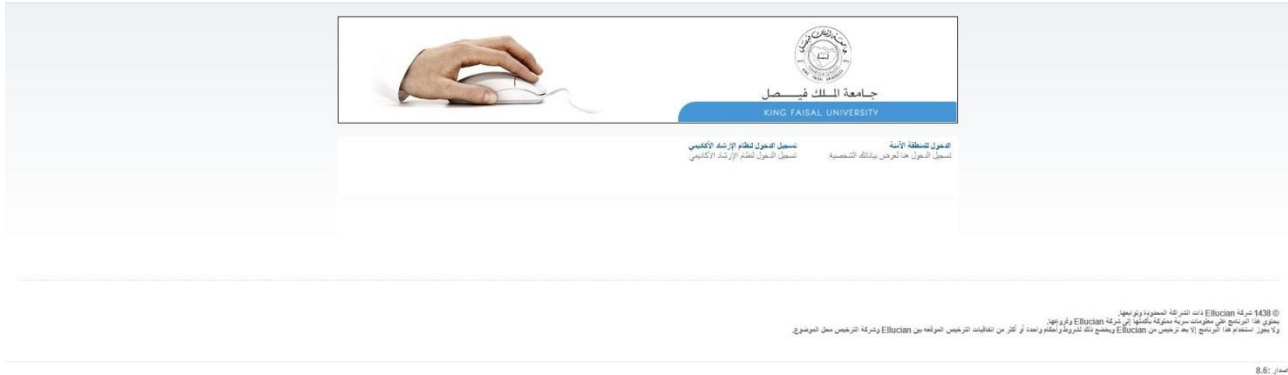 جامعة الملك فيصل
KING FAISAL UNIVERSITY
الدخول للمنطقة الآمنة
تسجيل الدخول هنا لعرض بياناتك الشخصية.
تسجيل الدخول لنظام الإرشاد الأكاديمي
تسجيل الدخول لنظام الإرشاد الأكاديمي
© 1438 شركة Ellucian ذات الشراكة المحدودة وتوابعها.
يحتوي هذا البرنامج على معلومات سرية مملوكة بأكملها إلى شركة Ellucian وفروعها.
ولا يجوز استخدام هذا البرنامج إلا بعد ترخيص من Ellucian ويخضع ذلك لشروط وأحكام واحدة أو أكثر من اتفاقيات الترخيص الموقعه بين Ellucian وشركة الترخيص محل الموضوع.
8.6